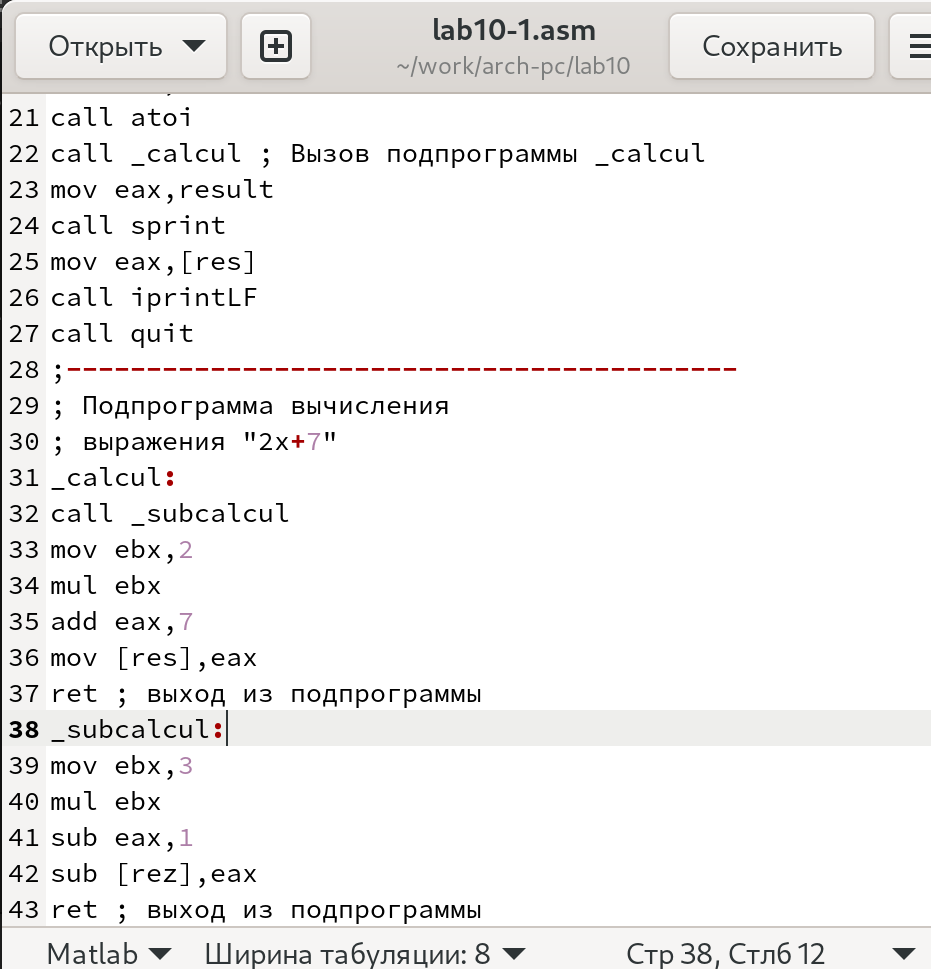 Открыть
lab10-1.asm
~/work/arch-pc/lab10
Сохранить
21 call atoi
22 call _calcul ; Вызов подпрограммы _calcul
23 mov eax,result
24 call sprint
25 mov eax,[res]
26 call iprintLF
27 call quit
28 ;------------------------------------------
29 ; Подпрограмма вычисления
30 ; выражения "2x+7"
31 _calcul:
32 call _subcalcul
33 mov ebx,2
34 mul ebx
35 add eax,7
36 mov [res],eax
37 ret ; выход из подпрограммы
38 _subcalcul:
39 mov ebx,3
40 mul ebx
41 sub eax,1
42 sub [rez],eax
43 ret ; выход из подпрограммы
Matlab Ширина табуляции: 8 Стр 38, Стлб 12